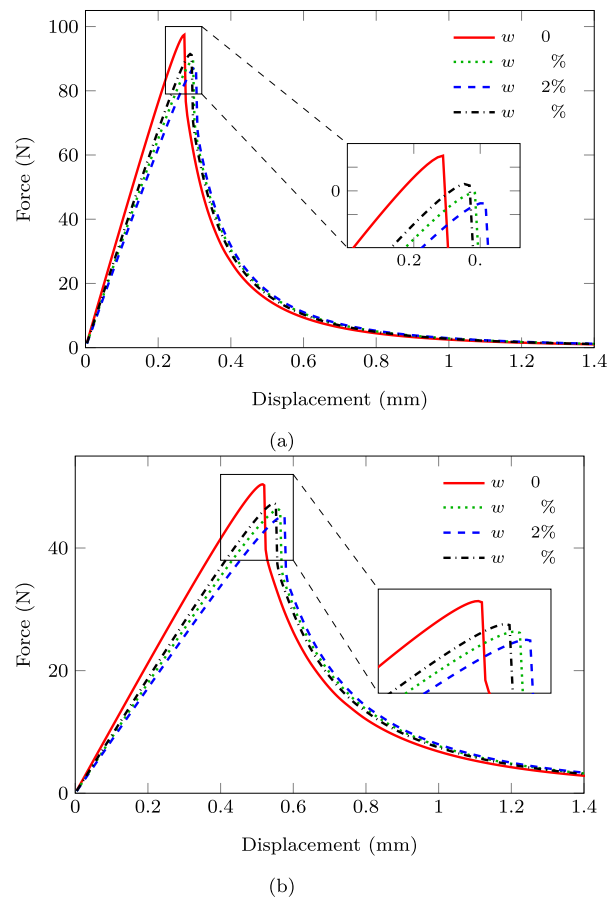 100
80
60
40
20
0
Force (N)
w 0
w %
w 2%
w %
0
0.2 0.
0 0.2 0.4 0.6 0.8 1 1.2 1.4
Displacement (mm)
(a)
40
20
0
Force (N)
w 0
w %
w 2%
w %
0 0.2 0.4 0.6 0.8 1 1.2 1.4
Displacement (mm)
(b)